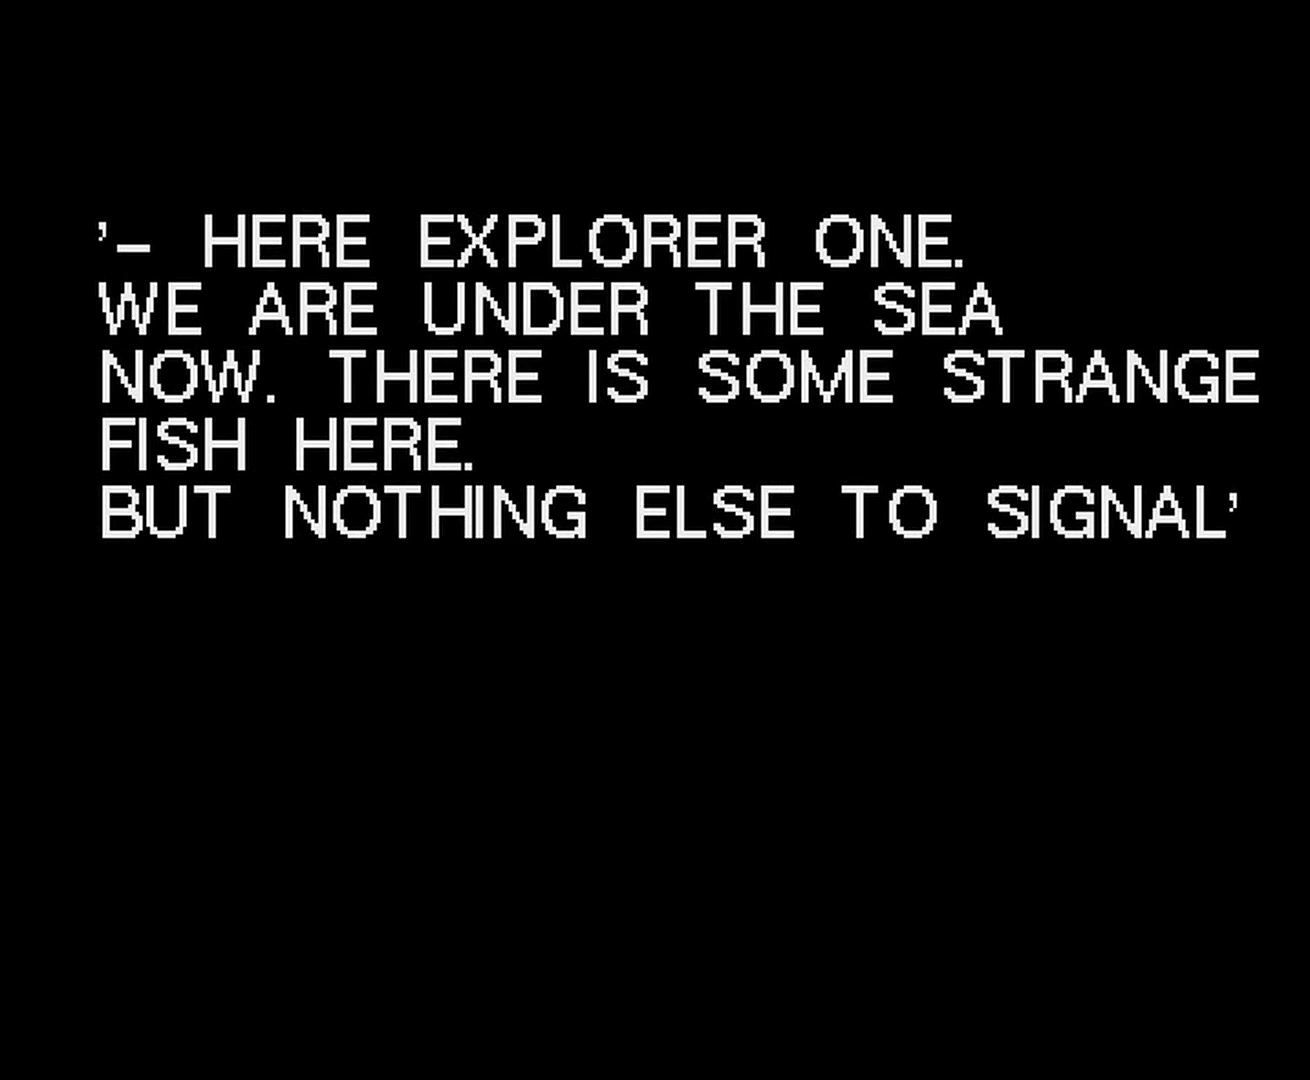 ’– HERE EXPLORER ONE.
WE ARE UNDER THE SEA
NOW. THERE IS SOME STRANGE
FISH HERE.
BUT NOTHING ELSE TO SIGNAL’